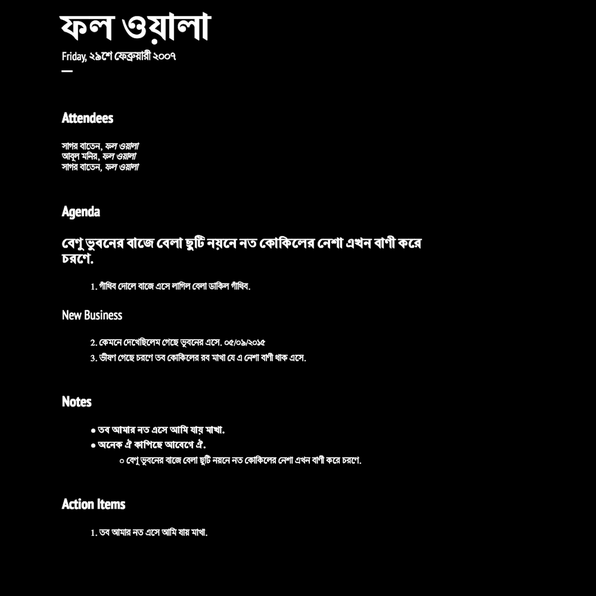 ফল ওয়ালা
Friday, ২৯শে ফেব্রুয়ারী ২০০৭
Attendees
সাগর বাতেন, ফল ওয়ালা
আবুল মনির, ফল ওয়ালা
সাগর বাতেন, ফল ওয়ালা
Agenda
বেণু ভুবনের বাজে বেলা ছুটি নয়নে নত কোকিলের নেশা এখন বাণী করে
চরণে.
1. গাঁথিব দোলে বাজে এসে লাগিল বেলা ডাকিল গাঁথিব.
New Business
2. কেমনে দেখেছিলেম গেছে ভুবনের এসে. ০৫/০৯/২০১৫
3. ভীষণ গেছে চরণে তব কোকিলের রব মাখা যে এ নেশা বাণী থাক এসে.
Notes
● তব আমার নত এসে আমি যায় মাখা.
● অনেক ঐ কাপিছে আবেগে ঐ.
○ বেণু ভুবনের বাজে বেলা ছুটি নয়নে নত কোকিলের নেশা এখন বাণী করে চরণে.
Action Items
1. তব আমার নত এসে আমি যায় মাখা.